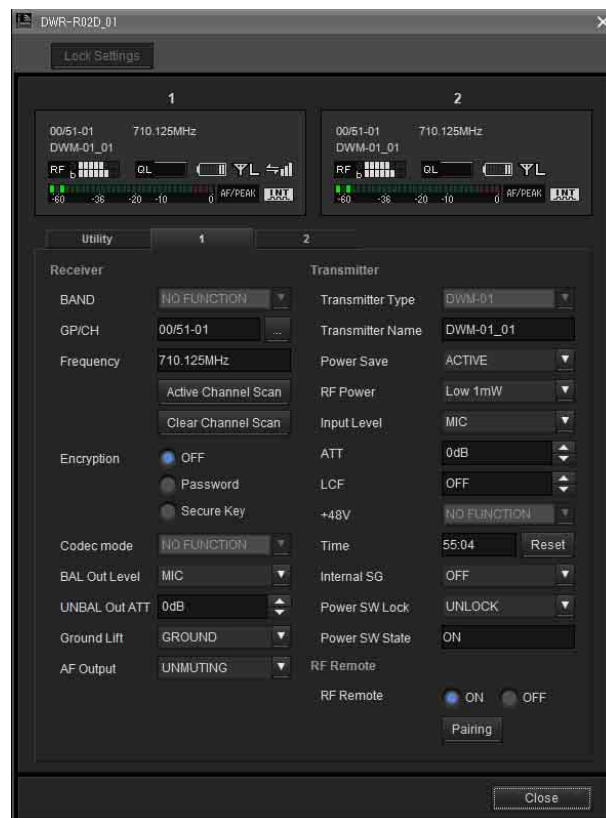 DWR-R02D_01
Lock Settings
1
00/51-01 710.125MHz
DWM-01_01
RF b QL L
-60 -36 -20 -10 0 AF/PEAK INT
2
00/51-01 710.125MHz
DWM-01_01
RF b QL L
-60 -36 -20 -10 0 AF/PEAK INT
Utility 1 2
Receiver
BAND NO FUNCTION
GP/CH 00/51-01 ...
Frequency 710.125MHz
Active Channel Scan
Clear Channel Scan
Encryption OFF
Password
Secure Key
Codec mode NO FUNCTION
BAL Out Level MIC
UNBAL Out ATT 0dB
Ground Lift GROUND
AF Output UNMUTING
Transmitter
Transmitter Type DWM-01
Transmitter Name DWM-01_01
Power Save ACTIVE
RF Power Low 1mW
Input Level MIC
ATT 0dB
LCF OFF
+48V NO FUNCTION
Time 55:04 Reset
Internal SG OFF
Power SW Lock UNLOCK
Power SW State ON
RF Remote
RF Remote ON OFF
Pairing
Close